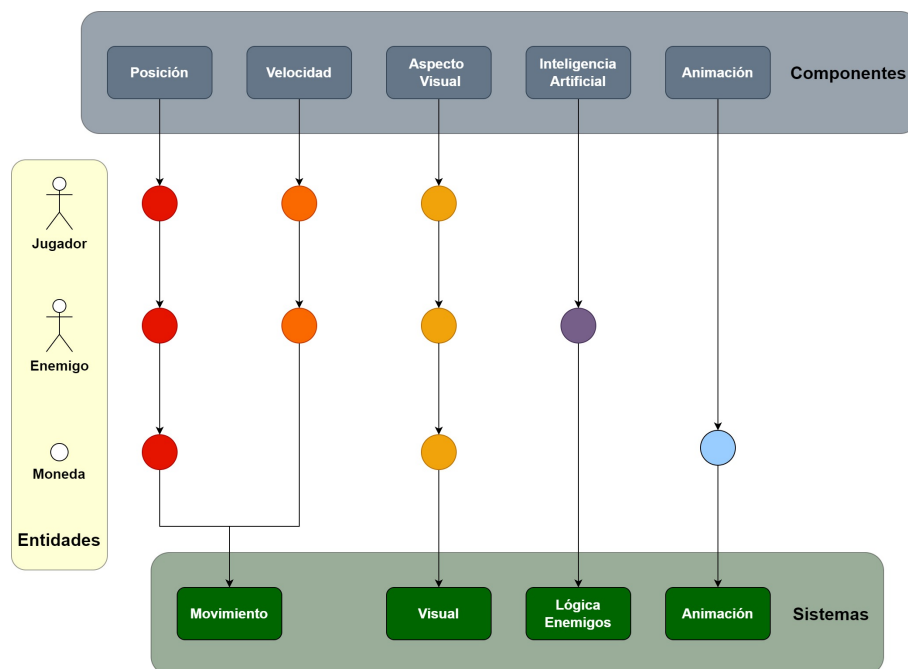 Posición
Velocidad
Aspecto
Visual
Inteligencia
Artificial
Animación
Componentes
Jugador
Enemigo
Moneda
Entidades
Movimiento
Visual
Lógica
Enemigos
Animación
Sistemas